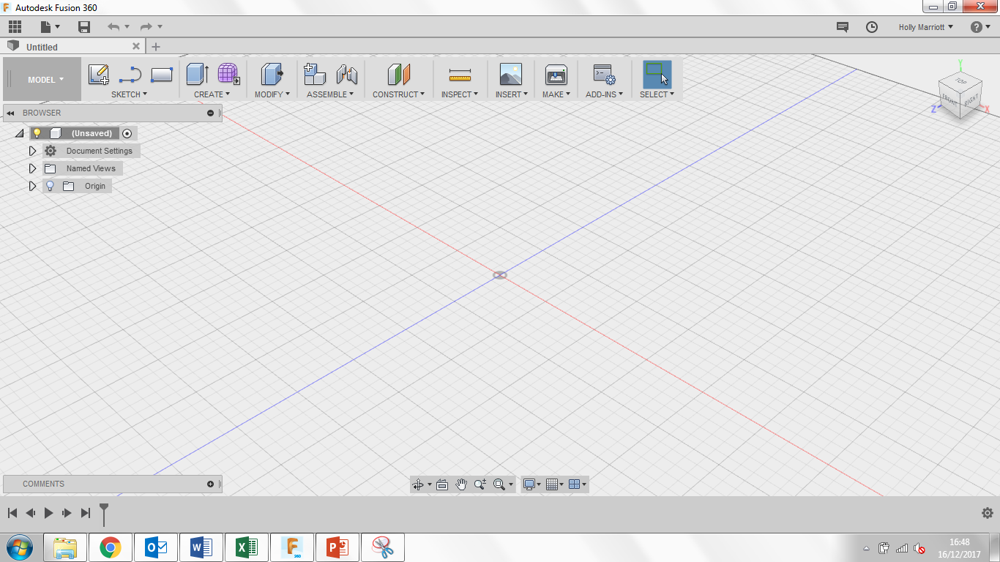 Autodesk Fusion 360
Holly Marriott
Untitled
MODEL
SKETCH
CREATE
MODIFY
ASSEMBLE
CONSTRUCT
INSPECT
INSERT
MAKE
ADD-INS
SELECT
Y
TOP
FRONT
RIGHT
Z
X
BROWSER
(Unsaved)
Document Settings
Named Views
Origin
COMMENTS
16:48
16/12/2017